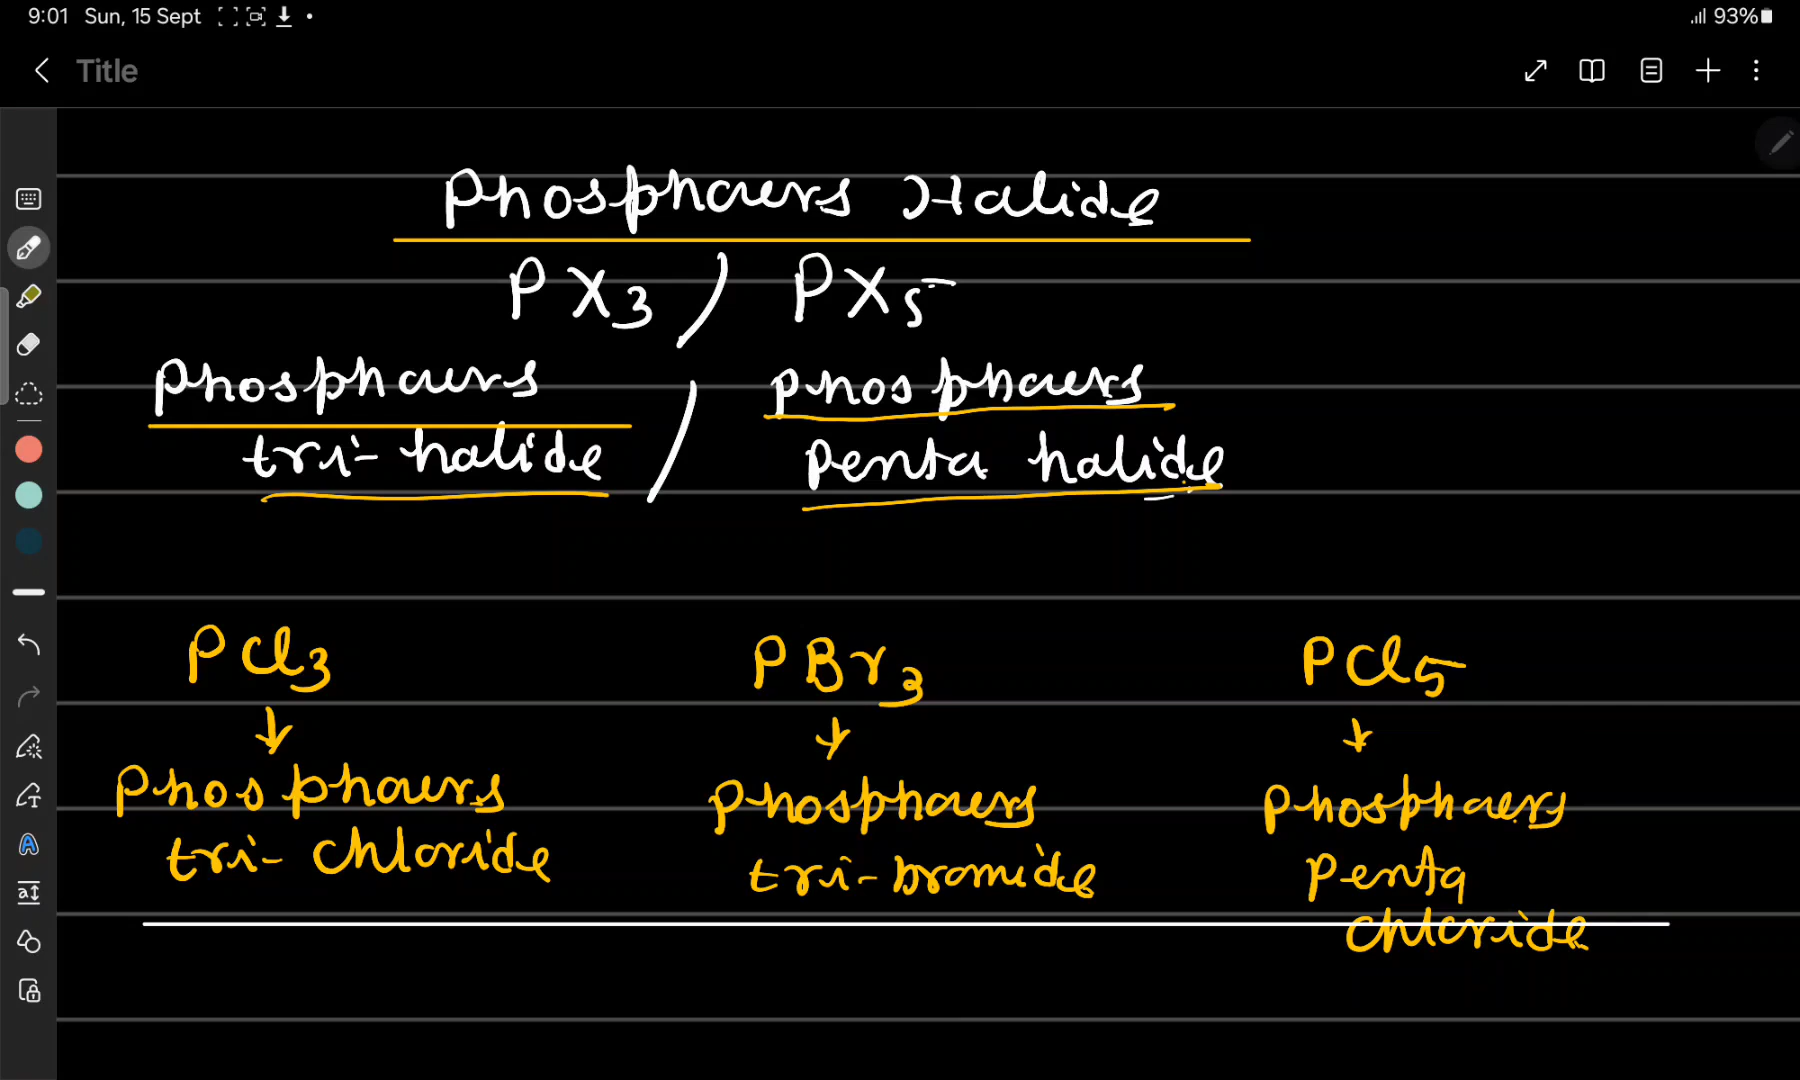 9:01 Sun, 15 Sept 93%
Title
Phosphours Halide
PX3 / PX5
phosphours / phosphours
tri-halide penta halide
PCl3 PBr3 PCl5
Phosphours phosphours phosphours
tri-chloride tri-bromide penta
chloride